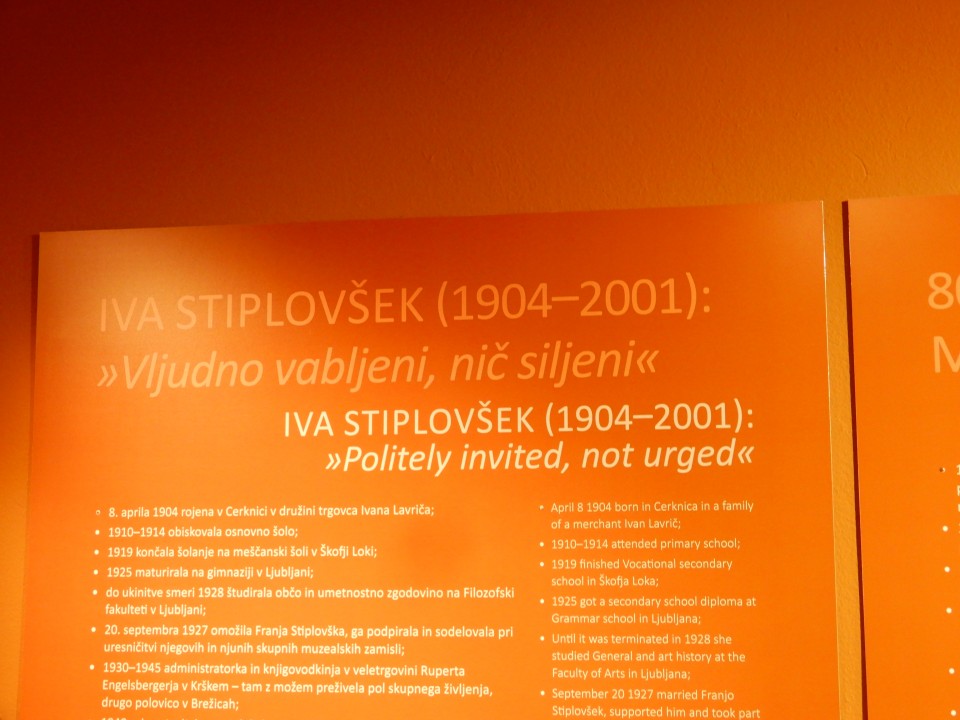 IVA STIPLOVŠEK (1904–2001):
»Vljudno vabljeni, nič siljeni«
IVA STIPLOVŠEK (1904–2001):
»Politely invited, not urged«
• 8. aprila 1904 rojena v Cerknici v družini trgovca Ivana Lavriča;
• 1910–1914 obiskovala osnovno šolo;
• 1919 končala šolanje na meščanski šoli v Škofji Loki;
• 1925 maturirala na gimnaziji v Ljubljani;
• do ukinitve smeri 1928 študirala občo in umetnostno zgodovino na Filozofski
fakulteti v Ljubljani;
• 20. septembra 1927 omožila Franja Stiplovška, ga podpirala in sodelovala pri
uresničitvi njegovih in njunih skupnih muzealskih zamisli;
• 1930–1945 administratorka in knjigovodkinja v veletrgovini Ruperta
Engelsbergerja v Krškem – tam z možem preživela pol skupnega življenja,
drugo polovico v Brežicah;
• April 8 1904 born in Cerknica in a family
of a merchant Ivan Lavrič;
• 1910–1914 attended primary school;
• 1919 finished Vocational secondary
school in Škofja Loka;
• 1925 got a secondary school diploma at
Grammar school in Ljubljana;
• Until it was terminated in 1928 she
studied General and art history at the
Faculty of Arts in Ljubljana;
• September 20 1927 married Franjo
Stiplovšek, supported him and took part